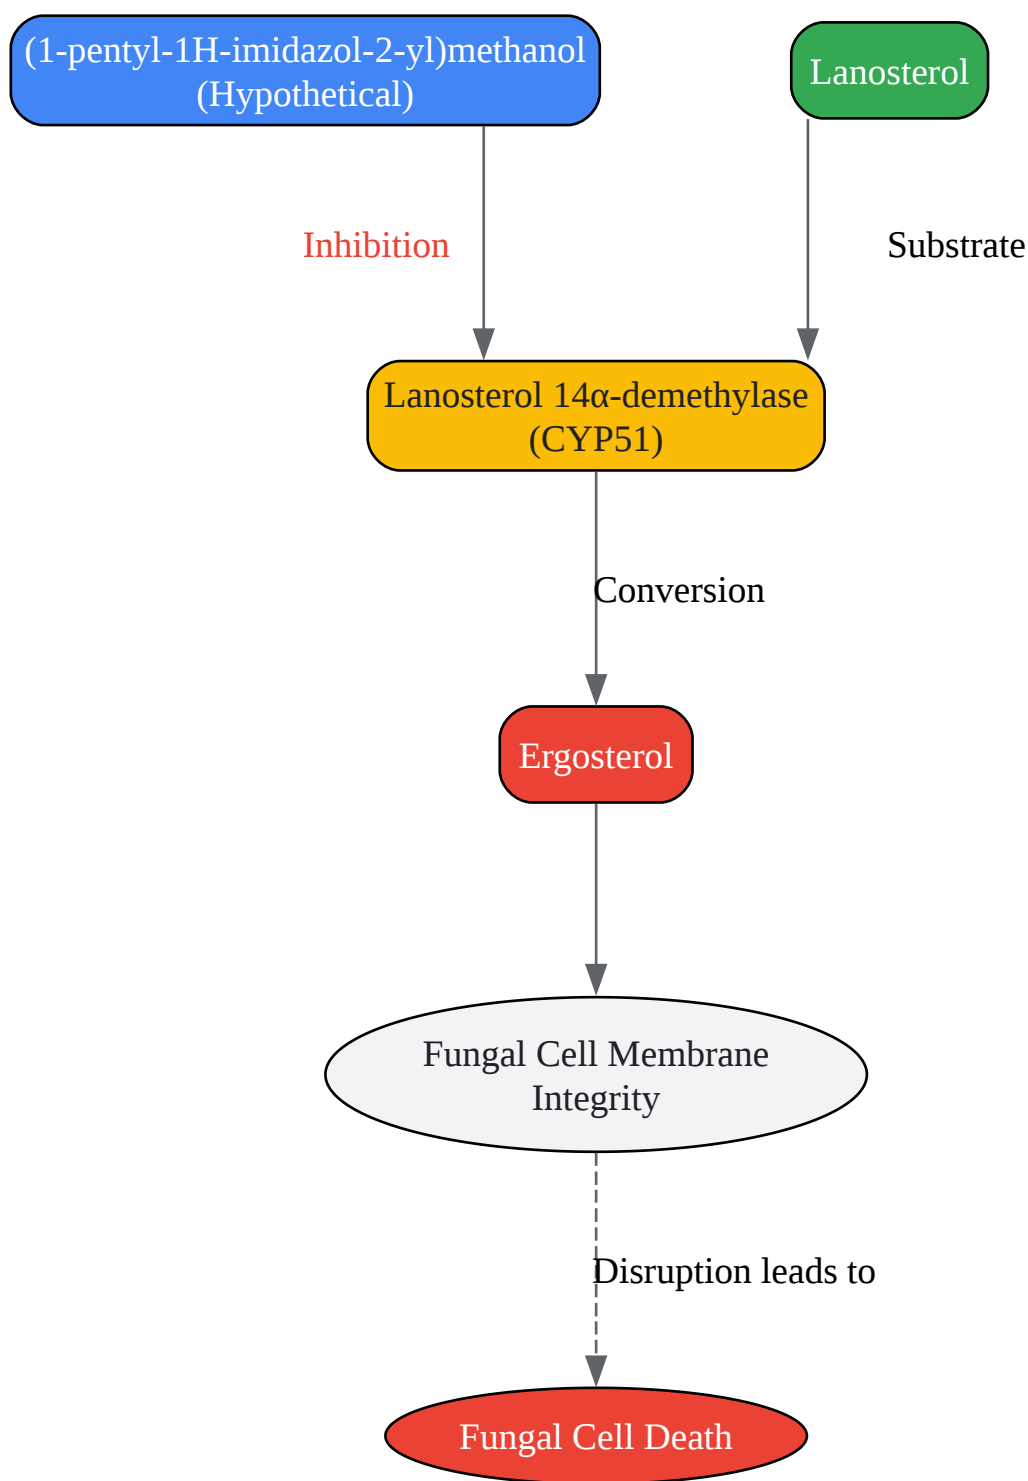 (1-pentyl-1H-imidazol-2-yl)methanol
(Hypothetical)
Lanosterol
Inhibition
Substrate
Lanosterol 14α-demethylase
(CYP51)
Conversion
Ergosterol
Fungal Cell Membrane
Integrity
Disruption leads to
Fungal Cell Death